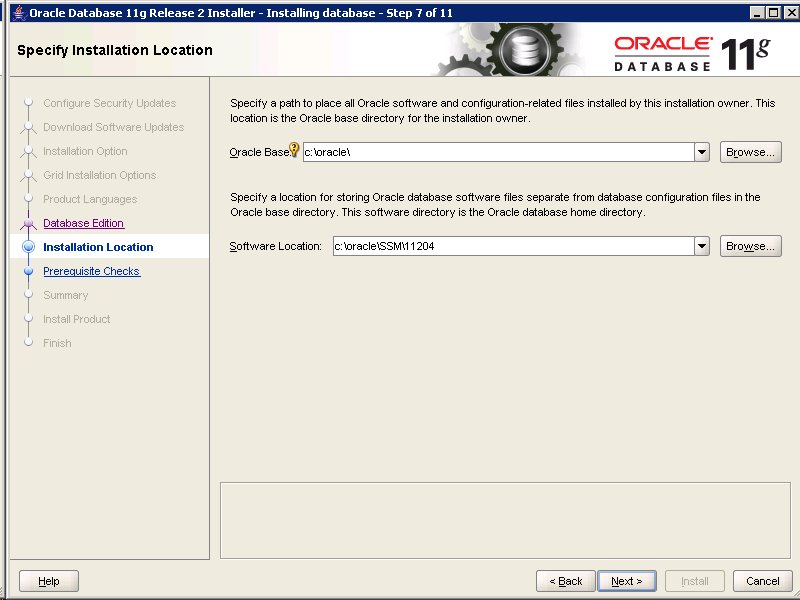 Oracle Database 11g Release 2 Installer - Installing database - Step 7 of 11
Specify Installation Location
ORACLE
DATABASE
11g
Configure Security Updates
Download Software Updates
Installation Option
Grid Installation Options
Product Languages
Database Edition
Installation Location
Prerequisite Checks
Summary
Install Product
Finish
Specify a path to place all Oracle software and configuration-related files installed by this installation owner. This
location is the Oracle base directory for the installation owner.
Oracle Base: c:\oracle\ Browse...
Specify a location for storing Oracle database software files separate from database configuration files in the
Oracle base directory. This software directory is the Oracle database home directory.
Software Location: c:\oracle\SSM\11204 Browse...
Help < Back Next > Install Cancel